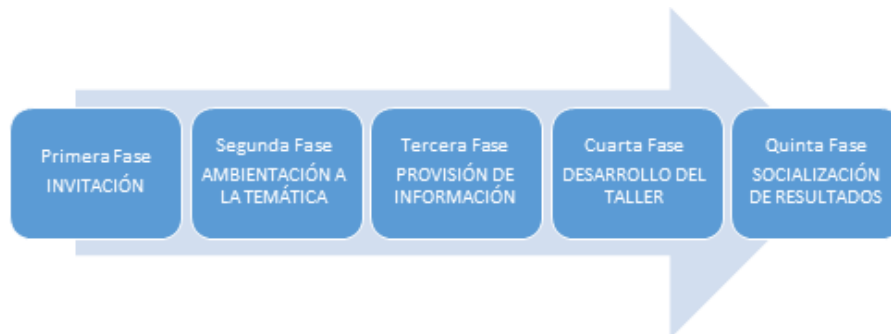 Primera Fase
INVITACIÓN
Segunda Fase
AMBIENTACIÓN A
LA TEMÁTICA
Tercera Fase
PROVISIÓN DE
INFORMACIÓN
Cuarta Fase
DESARROLLO DEL
TALLER
Quinta Fase
SOCIALIZACIÓN
DE RESULTADOS